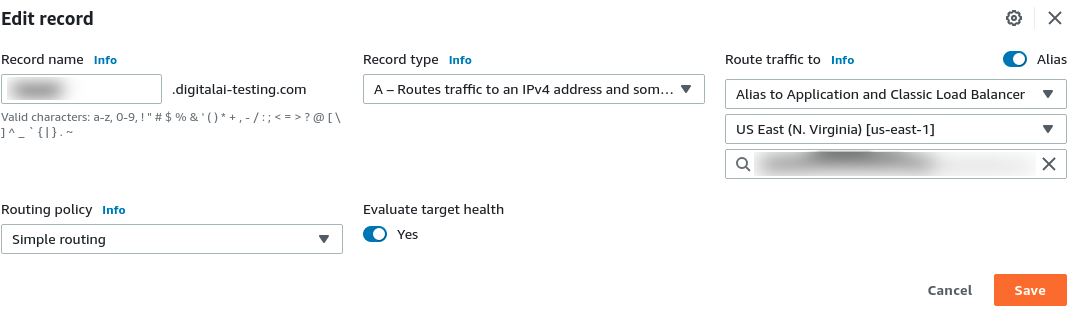 Edit record
Record name Info
.digitalai-testing.com
Valid characters: a-z, 0-9, ! " # $ % & ' ( ) * + , - / : ; < = > ? @ [ \
] ^ _ ` { | } . ~
Record type Info
A – Routes traffic to an IPv4 address and som…
Route traffic to Info
Alias
Alias to Application and Classic Load Balancer
US East (N. Virginia) [us-east-1]
Routing policy Info
Simple routing
Evaluate target health
Yes
Cancel
Save